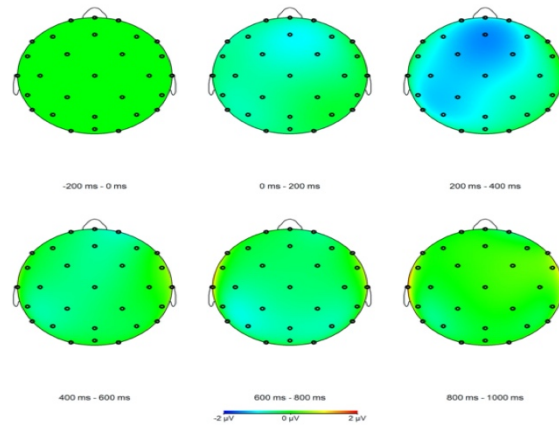 -200 ms - 0 ms
0 ms - 200 ms
200 ms - 400 ms
400 ms - 600 ms
600 ms - 800 ms
800 ms - 1000 ms
-2 µV 0 µV 2 µV